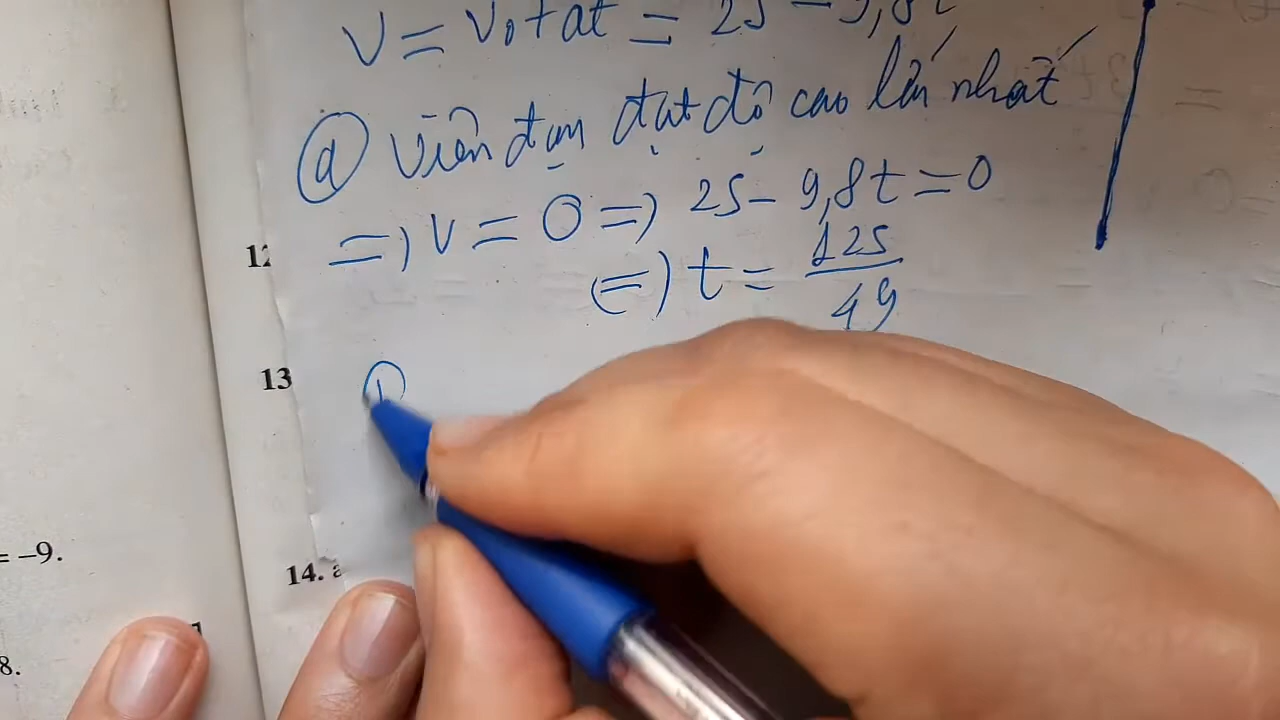 V = V₀ + at = 25 - 9,8t
ⓐ Viên đạn đạt độ cao lớn nhất
=> V = 0 => 25 - 9,8t = 0
12
<=> t = 125/49
13
= -9.
14. a
8.